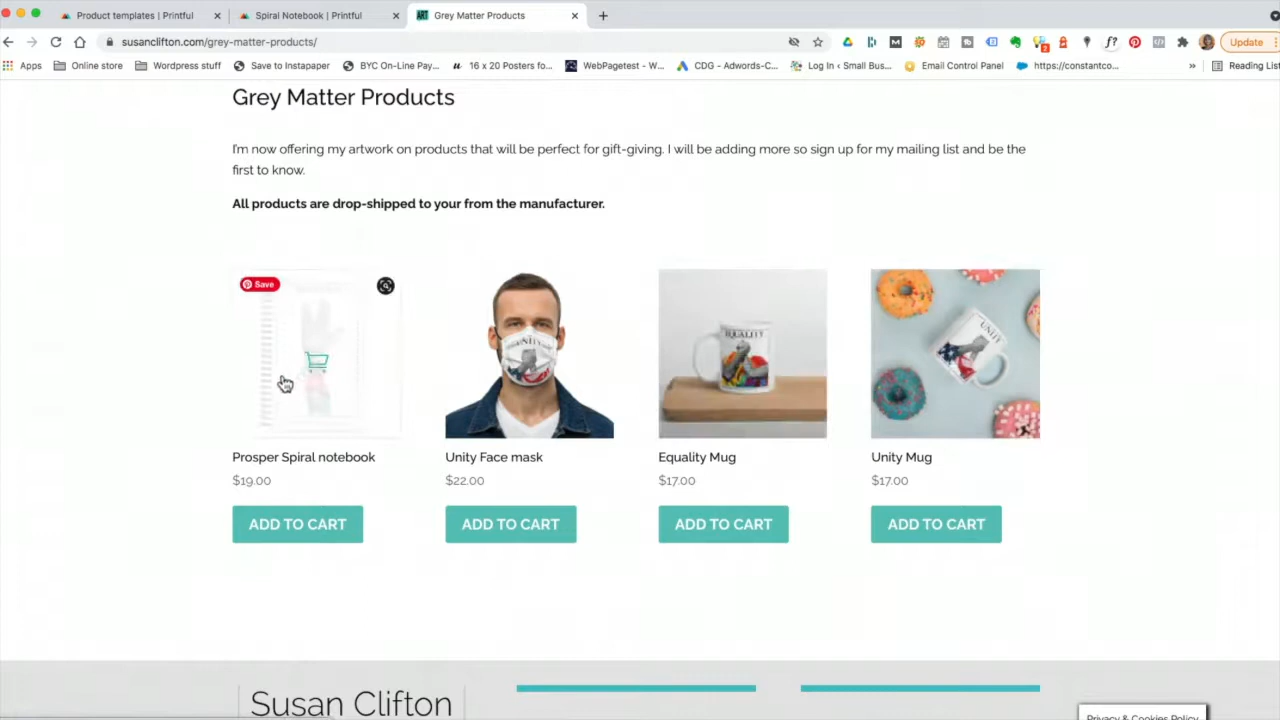 Product templates | Printful
Spiral Notebook | Printful
Grey Matter Products
susanclifton.com/grey-matter-products/
Update
Apps
Online store
Wordpress stuff
Save to Instapaper
BYC On-Line Pay...
16 x 20 Posters fo...
WebPagetest - W...
CDG - Adwords-C...
Log In ‹ Small Bus...
Email Control Panel
https://constantco...
»
Reading List
Grey Matter Products
I'm now offering my artwork on products that will be perfect for gift-giving. I will be adding more so sign up for my mailing list and be the
first to know.
All products are drop-shipped to your from the manufacturer.
Save
UNITY
EQUALITY
UNITY
Prosper Spiral notebook
Unity Face mask
Equality Mug
Unity Mug
$19.00
$22.00
$17.00
$17.00
ADD TO CART
ADD TO CART
ADD TO CART
ADD TO CART
Susan Clifton
Privacy & Cookies Policy